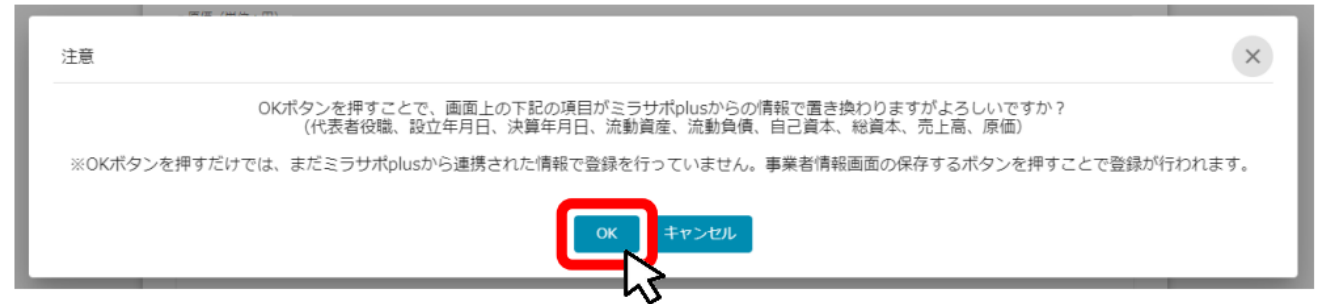 原価（単位：円）
注意
OKボタンを押すことで、画面上の下記の項目がミラサポplusからの情報で置き換わりますがよろしいですか？
（代表者役職、設立年月日、決算年月日、流動資産、流動負債、自己資本、総資本、売上高、原価）
※OKボタンを押すだけでは、まだミラサポplusから連携された情報で登録を行っていません。事業者情報画面の保存するボタンを押すことで登録が行われます。
OK キャンセル